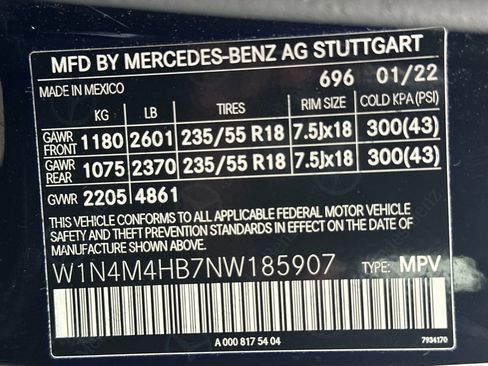 MFD BY MERCEDES-BENZ AG STUTTGART
MADE IN MEXICO 696 01/22
KG LB TIRES RIM SIZE COLD KPA (PSI)
GAWR FRONT 1180 2601 235/55 R18 7.5Jx18 300(43)
GAWR REAR 1075 2370 235/55 R18 7.5Jx18 300(43)
GVWR 2205 4861
THIS VEHICLE CONFORMS TO ALL APPLICABLE FEDERAL MOTOR VEHICLE
SAFETY AND THEFT PREVENTION STANDARDS IN EFFECT ON THE DATE OF
MANUFACTURE SHOWN ABOVE.
W1N4M4HB7NW185907 TYPE: MPV
A 000 817 54 04 7934170